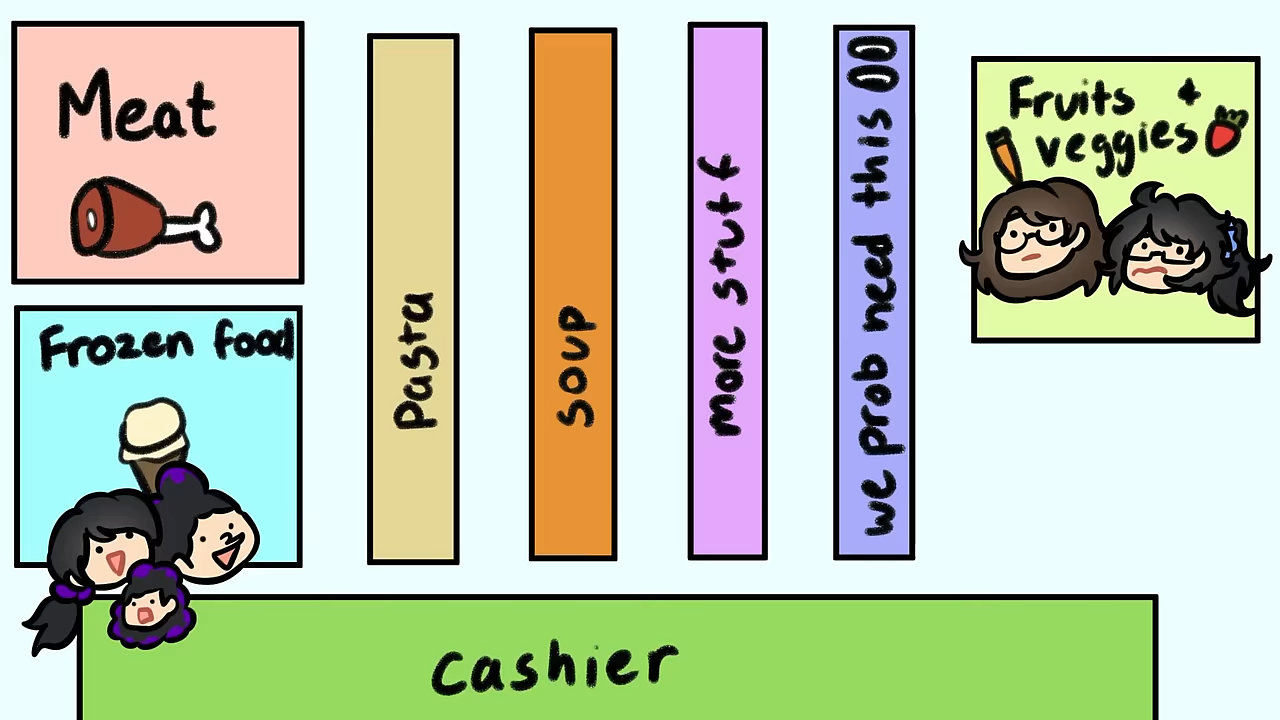 Meat
Frozen food
Pasta
soup
more stuff
we prob need this
Fruits +
veggies
cashier